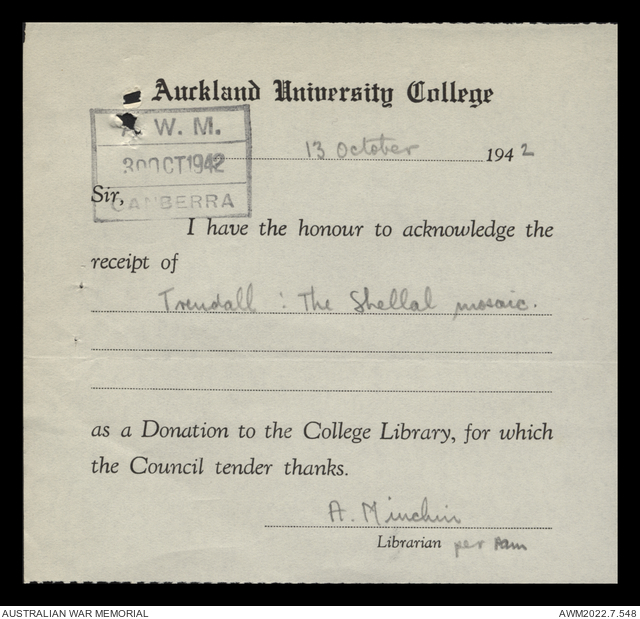 Auckland University College
A. W. M.
30 OCT 1942
CANBERRA
13 October 1942
Sir,
I have the honour to acknowledge the
receipt of
Trendall : The Shellal mosaic.
as a Donation to the College Library, for which
the Council tender thanks.
A. Minchin
Librarian per
AUSTRALIAN WAR MEMORIAL
AWM2022.7.548